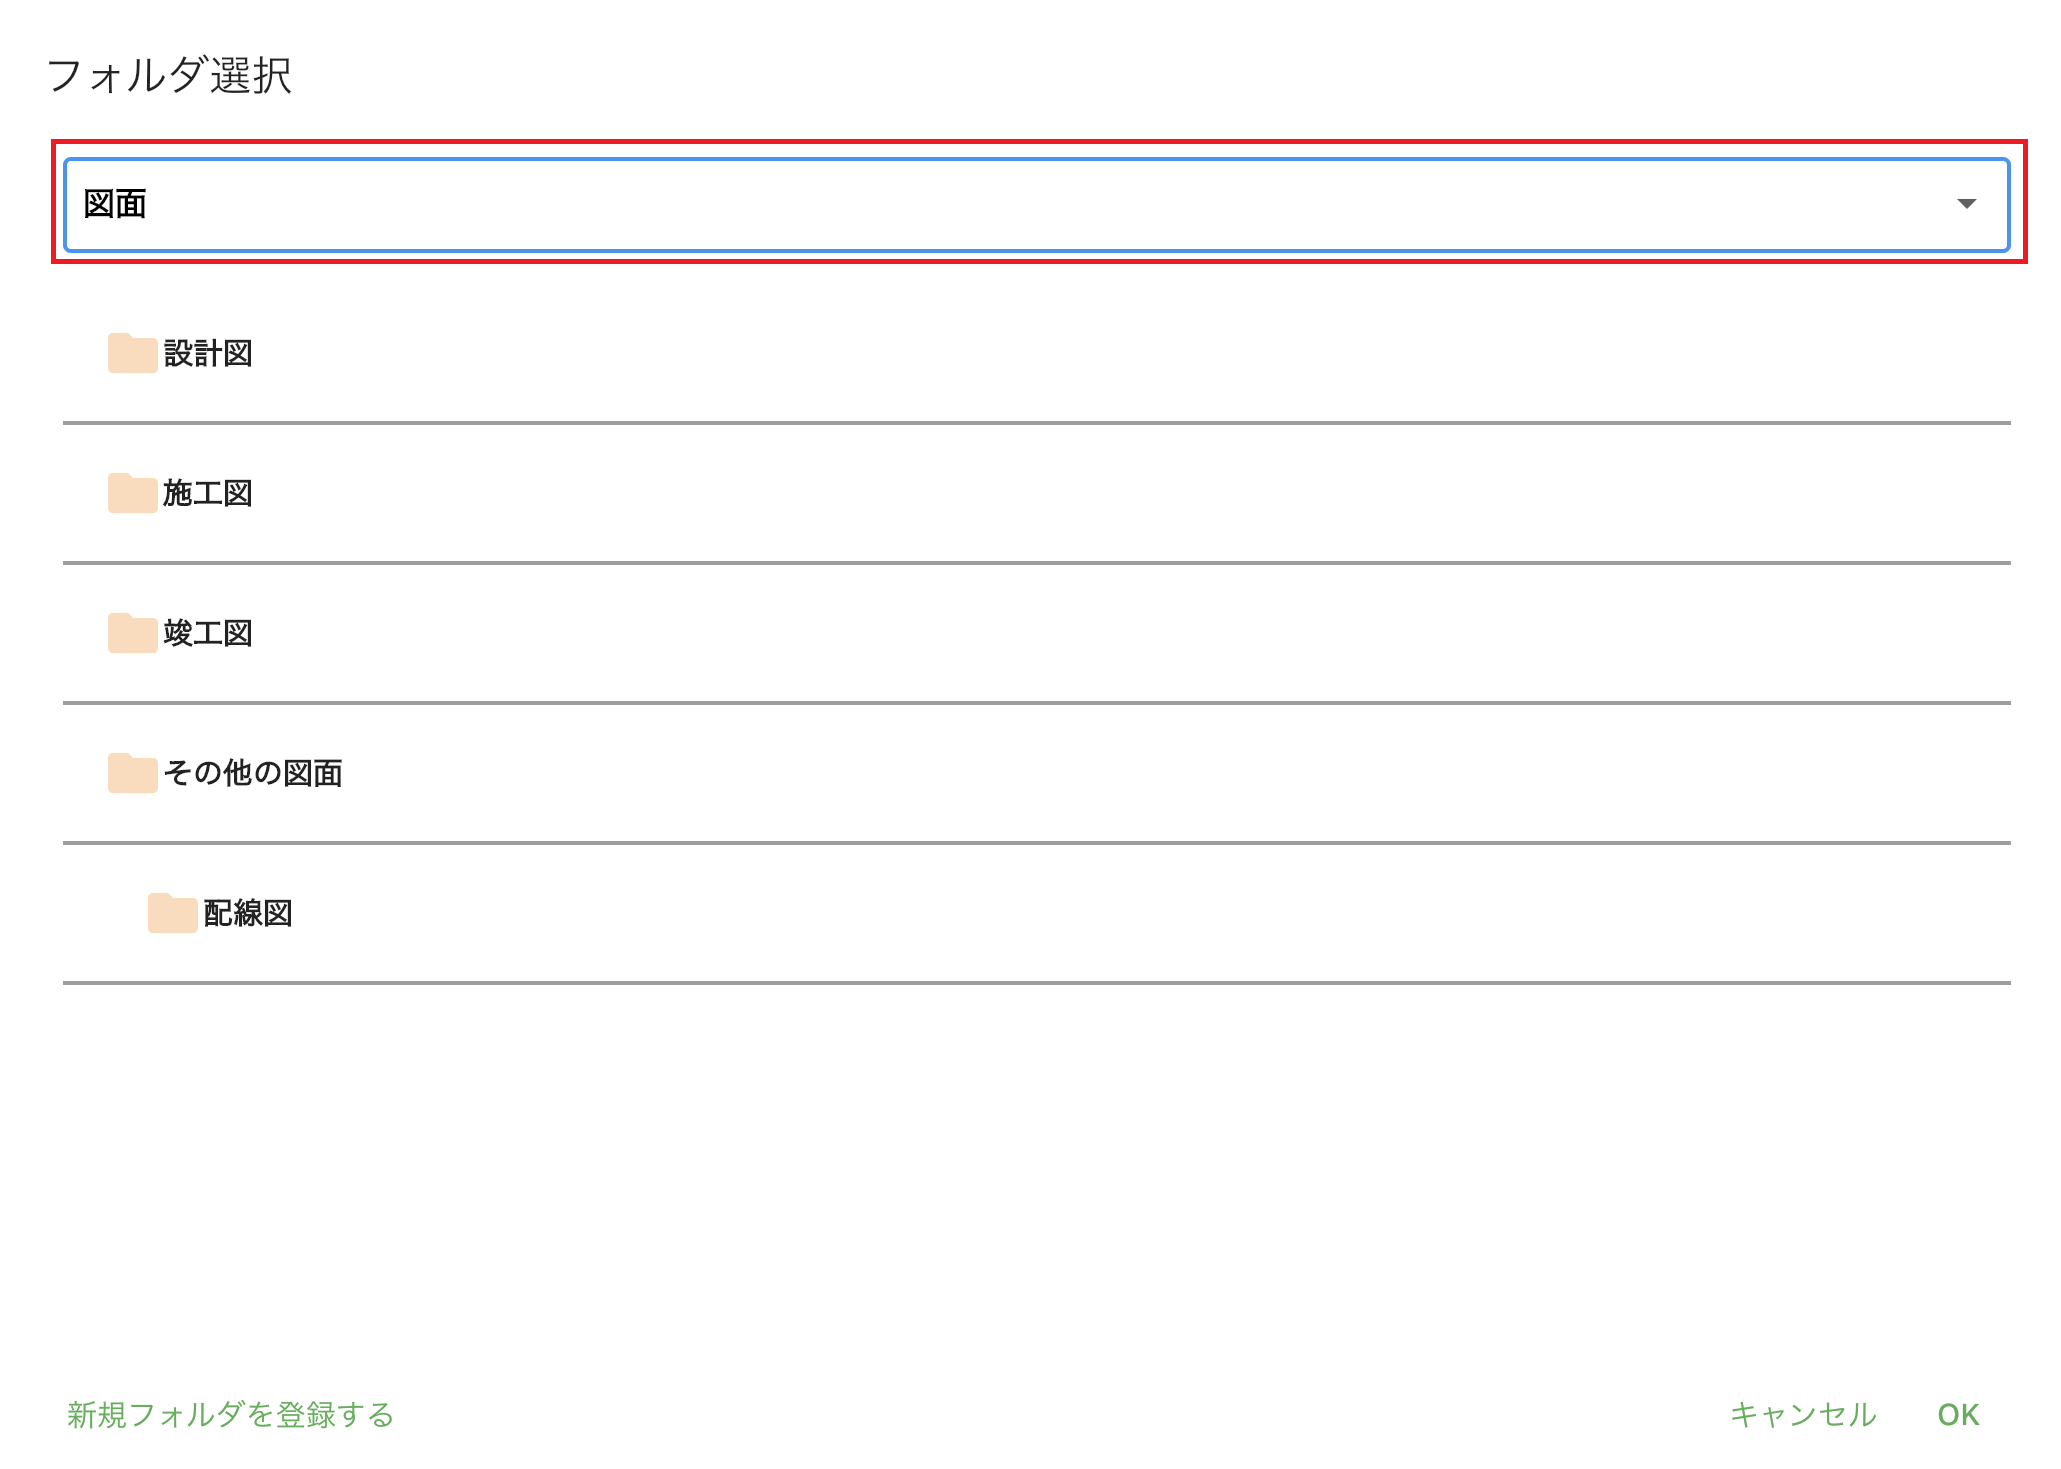 フォルダ選択
図面
設計図
施工図
竣工図
その他の図面
配線図
新規フォルダを登録する
キャンセル OK